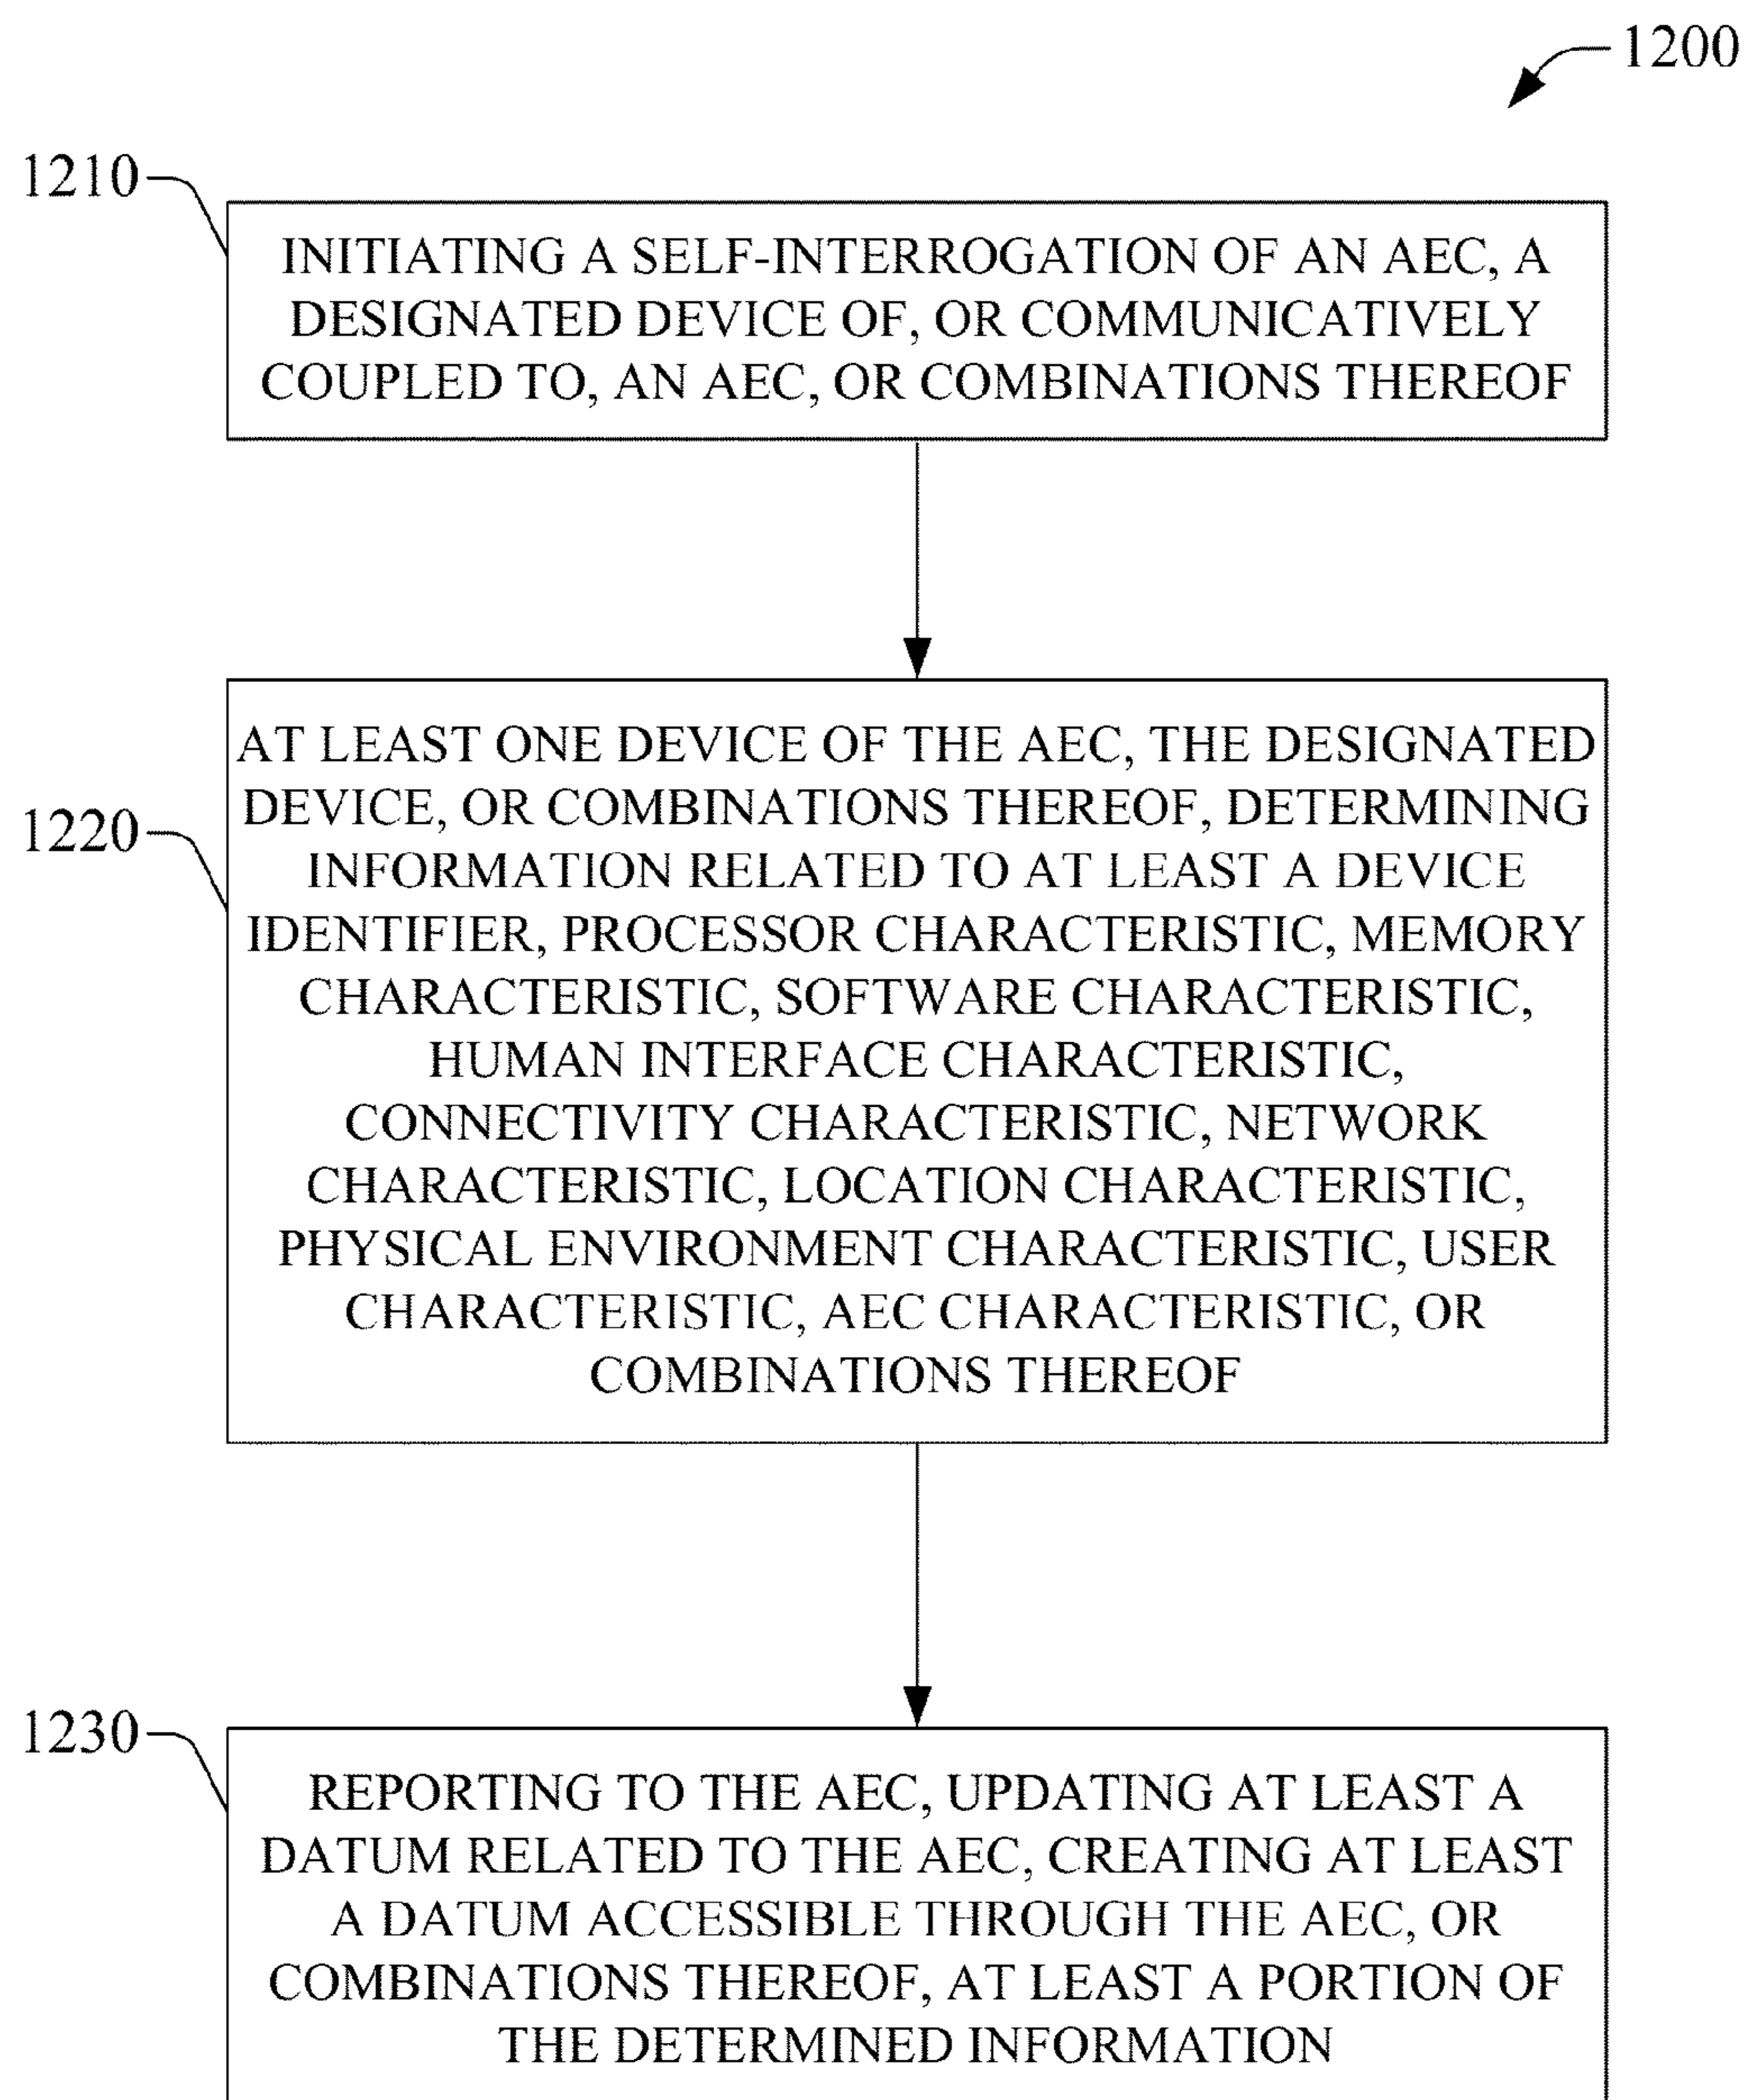 1200
1210
INITIATING A SELF-INTERROGATION OF AN AEC, A
DESIGNATED DEVICE OF, OR COMMUNICATIVELY
COUPLED TO, AN AEC, OR COMBINATIONS THEREOF
1220
AT LEAST ONE DEVICE OF THE AEC, THE DESIGNATED
DEVICE, OR COMBINATIONS THEREOF, DETERMINING
INFORMATION RELATED TO AT LEAST A DEVICE
IDENTIFIER, PROCESSOR CHARACTERISTIC, MEMORY
CHARACTERISTIC, SOFTWARE CHARACTERISTIC,
HUMAN INTERFACE CHARACTERISTIC,
CONNECTIVITY CHARACTERISTIC, NETWORK
CHARACTERISTIC, LOCATION CHARACTERISTIC,
PHYSICAL ENVIRONMENT CHARACTERISTIC, USER
CHARACTERISTIC, AEC CHARACTERISTIC, OR
COMBINATIONS THEREOF
1230
REPORTING TO THE AEC, UPDATING AT LEAST A
DATUM RELATED TO THE AEC, CREATING AT LEAST
A DATUM ACCESSIBLE THROUGH THE AEC, OR
COMBINATIONS THEREOF, AT LEAST A PORTION OF
THE DETERMINED INFORMATION